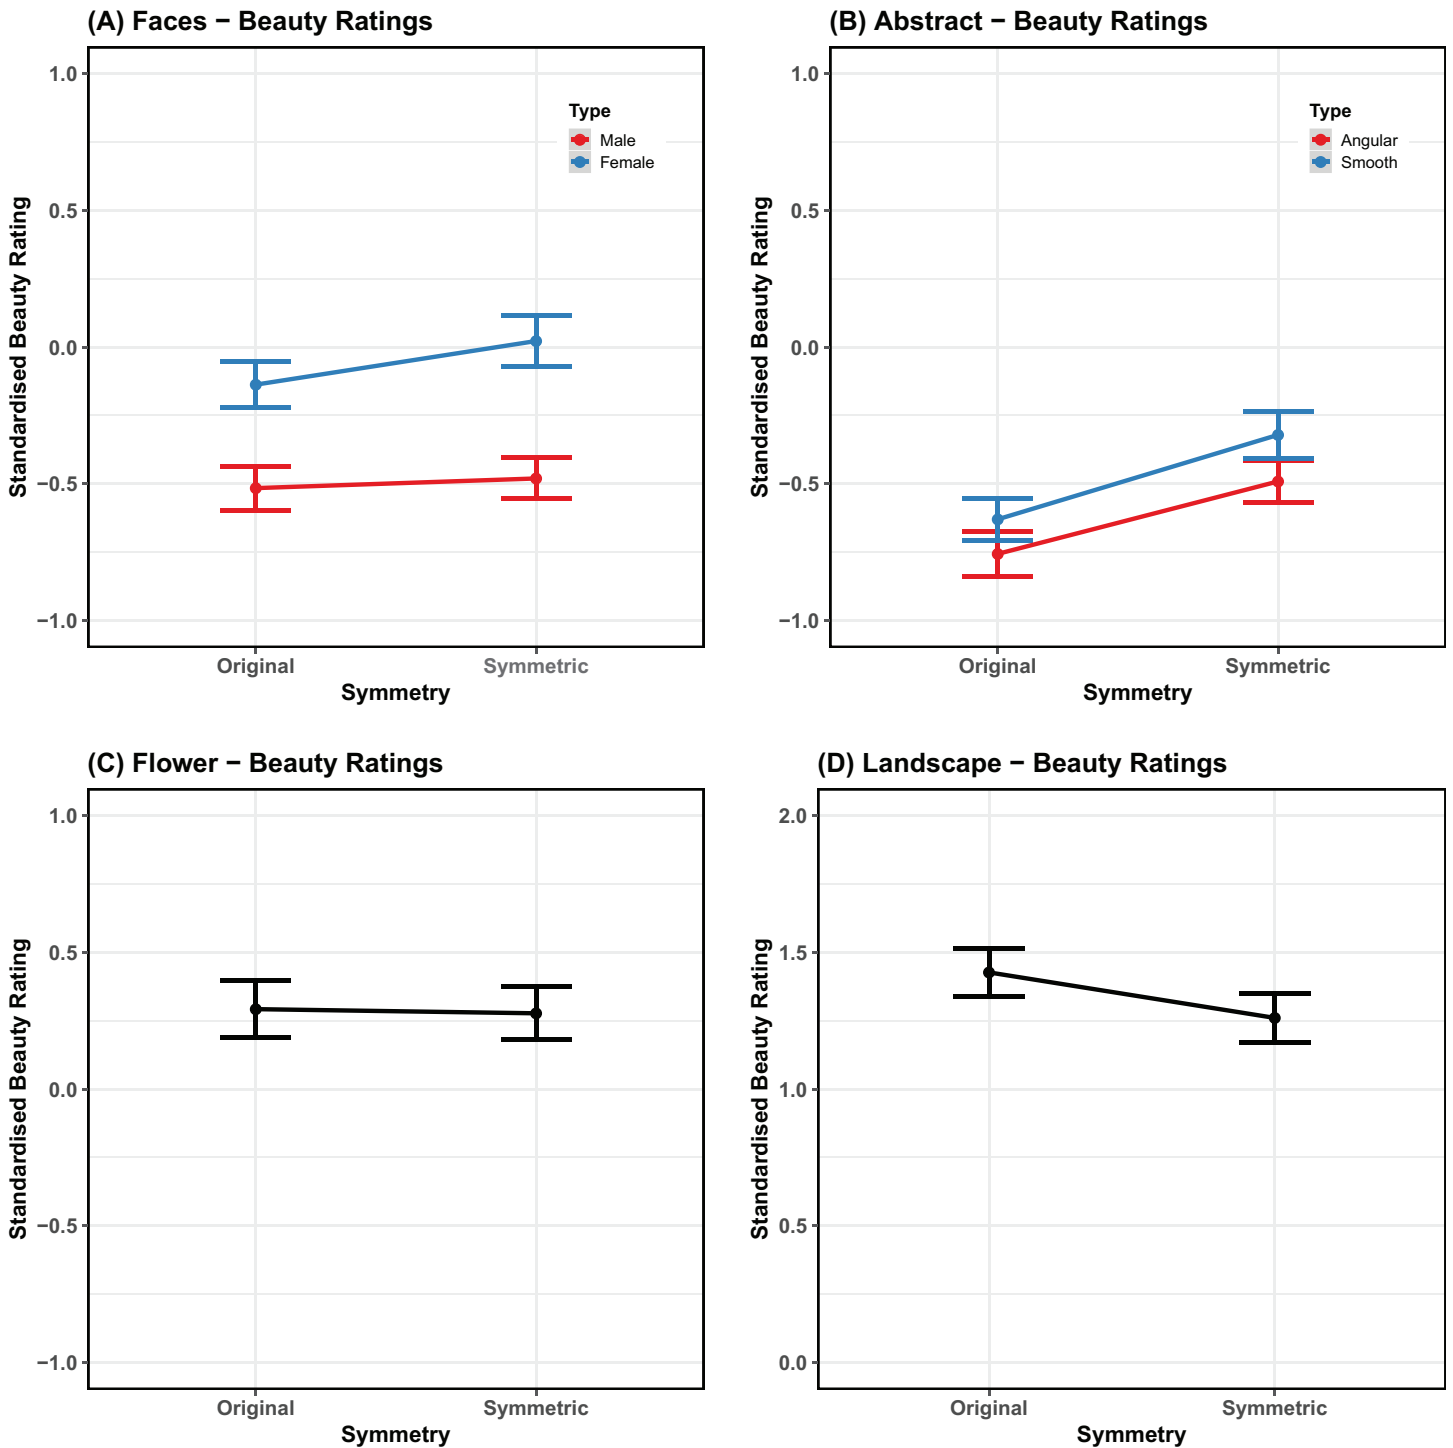 (A) Faces − Beauty Ratings
1.0
0.5
0.0
−0.5
−1.0
Standardised Beauty Rating
Type
Male
Female
Original
Symmetric
Symmetry
(B) Abstract − Beauty Ratings
1.0
0.5
0.0
−0.5
−1.0
Standardised Beauty Rating
Type
Angular
Smooth
Original
Symmetric
Symmetry
(C) Flower − Beauty Ratings
1.0
0.5
0.0
−0.5
−1.0
Standardised Beauty Rating
Original
Symmetric
Symmetry
(D) Landscape − Beauty Ratings
2.0
1.5
1.0
0.5
0.0
Standardised Beauty Rating
Original
Symmetric
Symmetry